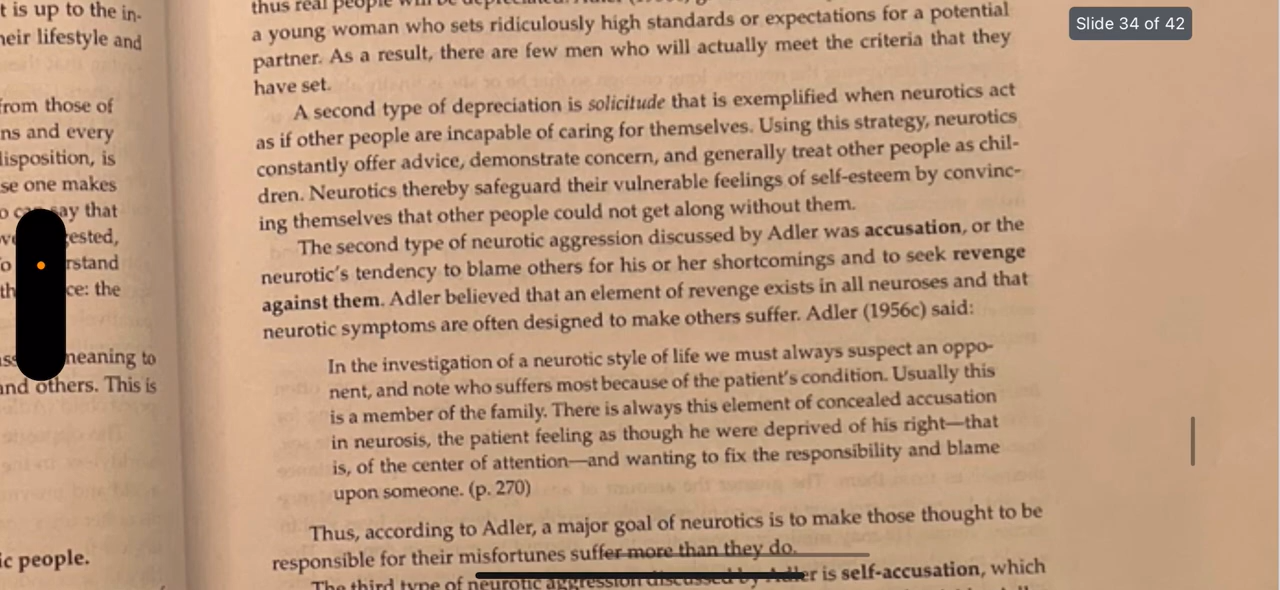 t is up to the in-
heir lifestyle and
from those of
ns and every
disposition, is
se one makes
say that
ested,
rstand
ce: the
meaning to
and others. This is
ic people.
thus real people will be depreciated.
a young woman who sets ridiculously high standards or expectations for a potential
partner. As a result, there are few men who will actually meet the criteria that they
have set.
A second type of depreciation is solicitude that is exemplified when neurotics act
as if other people are incapable of caring for themselves. Using this strategy, neurotics
constantly offer advice, demonstrate concern, and generally treat other people as chil-
dren. Neurotics thereby safeguard their vulnerable feelings of self-esteem by convinc-
ing themselves that other people could not get along without them.
The second type of neurotic aggression discussed by Adler was accusation, or the
neurotic's tendency to blame others for his or her shortcomings and to seek revenge
against them. Adler believed that an element of revenge exists in all neuroses and that
neurotic symptoms are often designed to make others suffer. Adler (1956c) said:
In the investigation of a neurotic style of life we must always suspect an oppo-
nent, and note who suffers most because of the patient's condition. Usually this
is a member of the family. There is always this element of concealed accusation
in neurosis, the patient feeling as though he were deprived of his right—that
is, of the center of attention—and wanting to fix the responsibility and blame
upon someone. (p. 270)
Thus, according to Adler, a major goal of neurotics is to make those thought to be
responsible for their misfortunes suffer more than they do.
The third type of neurotic aggression discussed by Adler is self-accusation, which
Slide 34 of 42